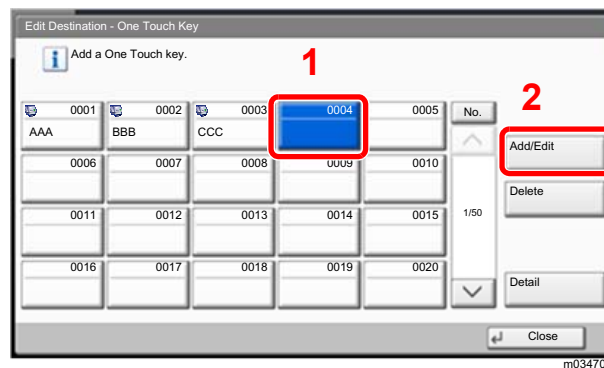 Edit Destination - One Touch Key
Add a One Touch key.
1
0001 0002 0003 0004 0005 No.
2
AAA BBB CCC
Add/Edit
0006 0007 0008 0009 0010
Delete
0011 0012 0013 0014 0015 1/50
0016 0017 0018 0019 0020
Detail
Close
m03470